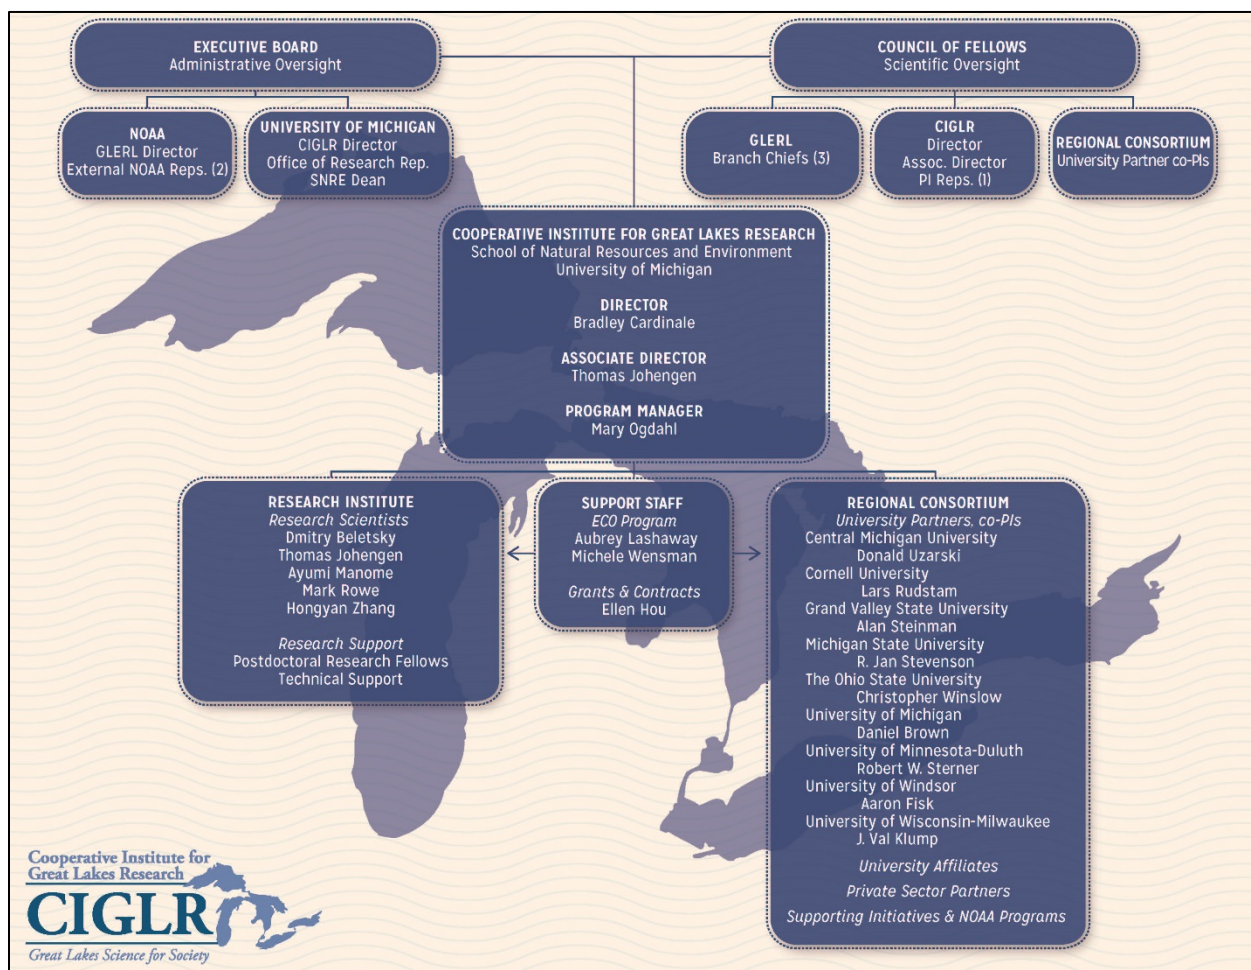 EXECUTIVE BOARD
Administrative Oversight
COUNCIL OF FELLOWS
Scientific Oversight
NOAA
GLERL Director
External NOAA Reps. (2)
UNIVERSITY OF MICHIGAN
CIGLR Director
Office of Research Rep.
SNRE Dean
GLERL
Branch Chiefs (3)
CIGLR
Director
Assoc. Director
PI Reps. (1)
REGIONAL CONSORTIUM
University Partner co-PIs
COOPERATIVE INSTITUTE FOR GREAT LAKES RESEARCH
School of Natural Resources and Environment
University of Michigan
DIRECTOR
Bradley Cardinale
ASSOCIATE DIRECTOR
Thomas Johengen
PROGRAM MANAGER
Mary Ogdahl
RESEARCH INSTITUTE
Research Scientists
Dmitry Beletsky
Thomas Johengen
Ayumi Manome
Mark Rowe
Hongyan Zhang
Research Support
Postdoctoral Research Fellows
Technical Support
SUPPORT STAFF
ECO Program
Aubrey Lashaway
Michele Wensman
Grants & Contracts
Ellen Hou
REGIONAL CONSORTIUM
University Partners, co-PIs
Central Michigan University
Donald Uzarski
Cornell University
Lars Rudstam
Grand Valley State University
Alan Steinman
Michigan State University
R. Jan Stevenson
The Ohio State University
Christopher Winslow
University of Michigan
Daniel Brown
University of Minnesota-Duluth
Robert W. Sterner
University of Windsor
Aaron Fisk
University of Wisconsin-Milwaukee
J. Val Klump
University Affiliates
Private Sector Partners
Supporting Initiatives & NOAA Programs
Cooperative Institute for
Great Lakes Research
CIGLR
Great Lakes Science for Society